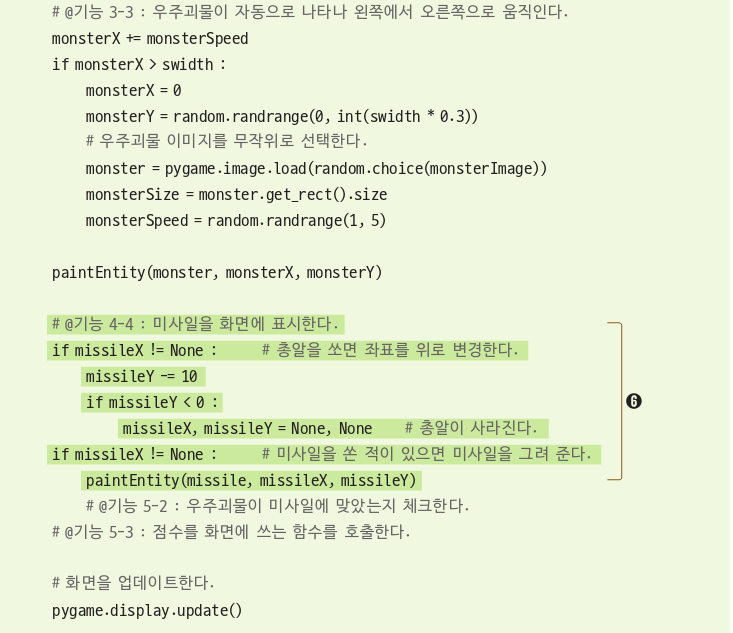 # @기능 3-3 : 우주괴물이 자동으로 나타나 왼쪽에서 오른쪽으로 움직인다.
monsterX += monsterSpeed
if monsterX > swidth :
    monsterX = 0
    monsterY = random.randrange(0, int(swidth * 0.3))
    # 우주괴물 이미지를 무작위로 선택한다.
    monster = pygame.image.load(random.choice(monsterImage))
    monsterSize = monster.get_rect().size
    monsterSpeed = random.randrange(1, 5)
paintEntity(monster, monsterX, monsterY)
# @기능 4-4 : 미사일을 화면에 표시한다.
if missileX != None :    # 총알을 쏘면 좌표를 위로 변경한다.
    missileY -= 10
    if missileY < 0 :
        missileX, missileY = None, None    # 총알이 사라진다.
if missileX != None :    # 미사일을 쏜 적이 있으면 미사일을 그려 준다.
    paintEntity(missile, missileX, missileY)
    # @기능 5-2 : 우주괴물이 미사일에 맞았는지 체크한다.
# @기능 5-3 : 점수를 화면에 쓰는 함수를 호출한다.
# 화면을 업데이트한다.
pygame.display.update()
❻